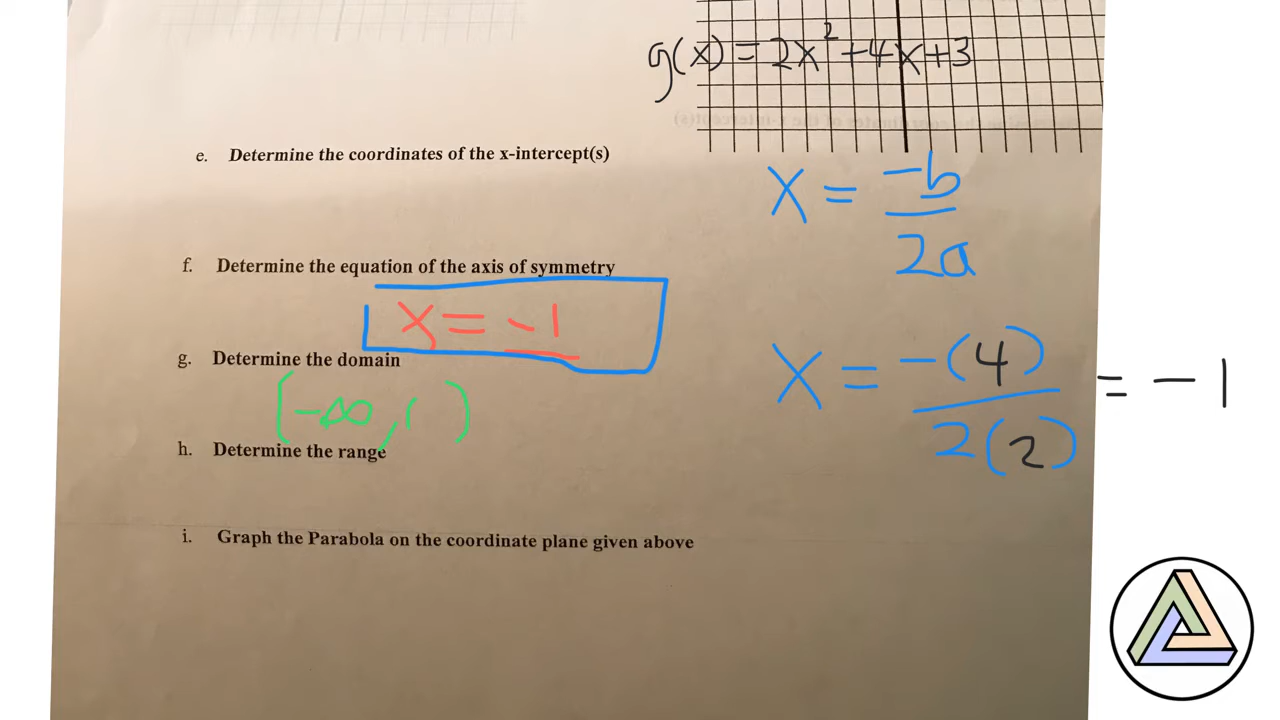 g(x) = 2x² + 4x + 3
e. Determine the coordinates of the x-intercept(s)
x = -b / 2a
f. Determine the equation of the axis of symmetry
x = -1
x = -(4) / 2(2) = -1
g. Determine the domain
(-∞, )
h. Determine the range
i. Graph the Parabola on the coordinate plane given above